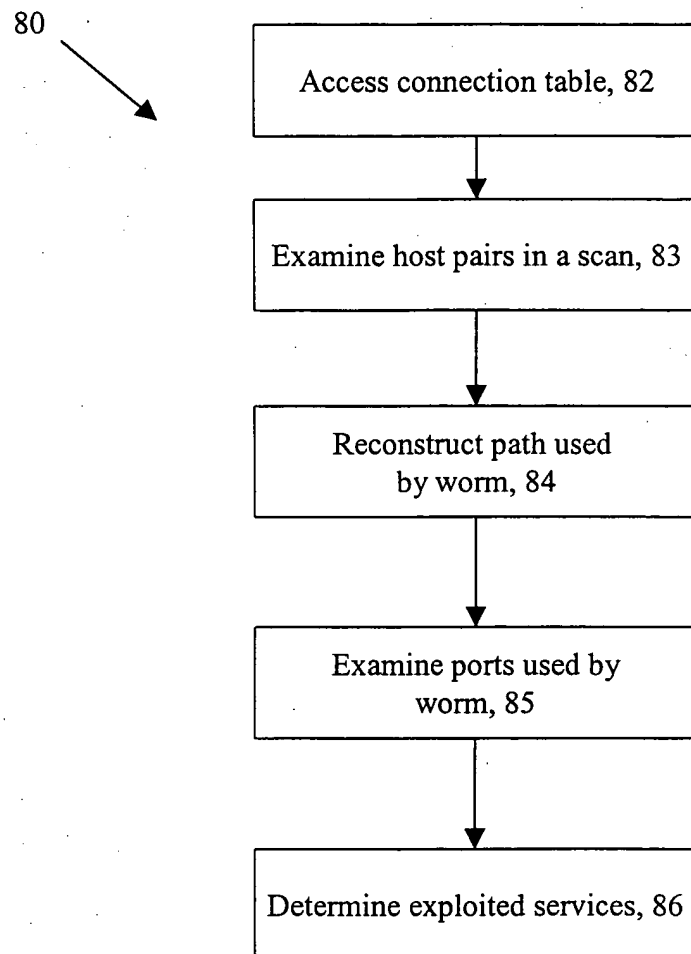 80
Access connection table, 82
Examine host pairs in a scan, 83
Reconstruct path used
by worm, 84
Examine ports used by
worm, 85
Determine exploited services, 86